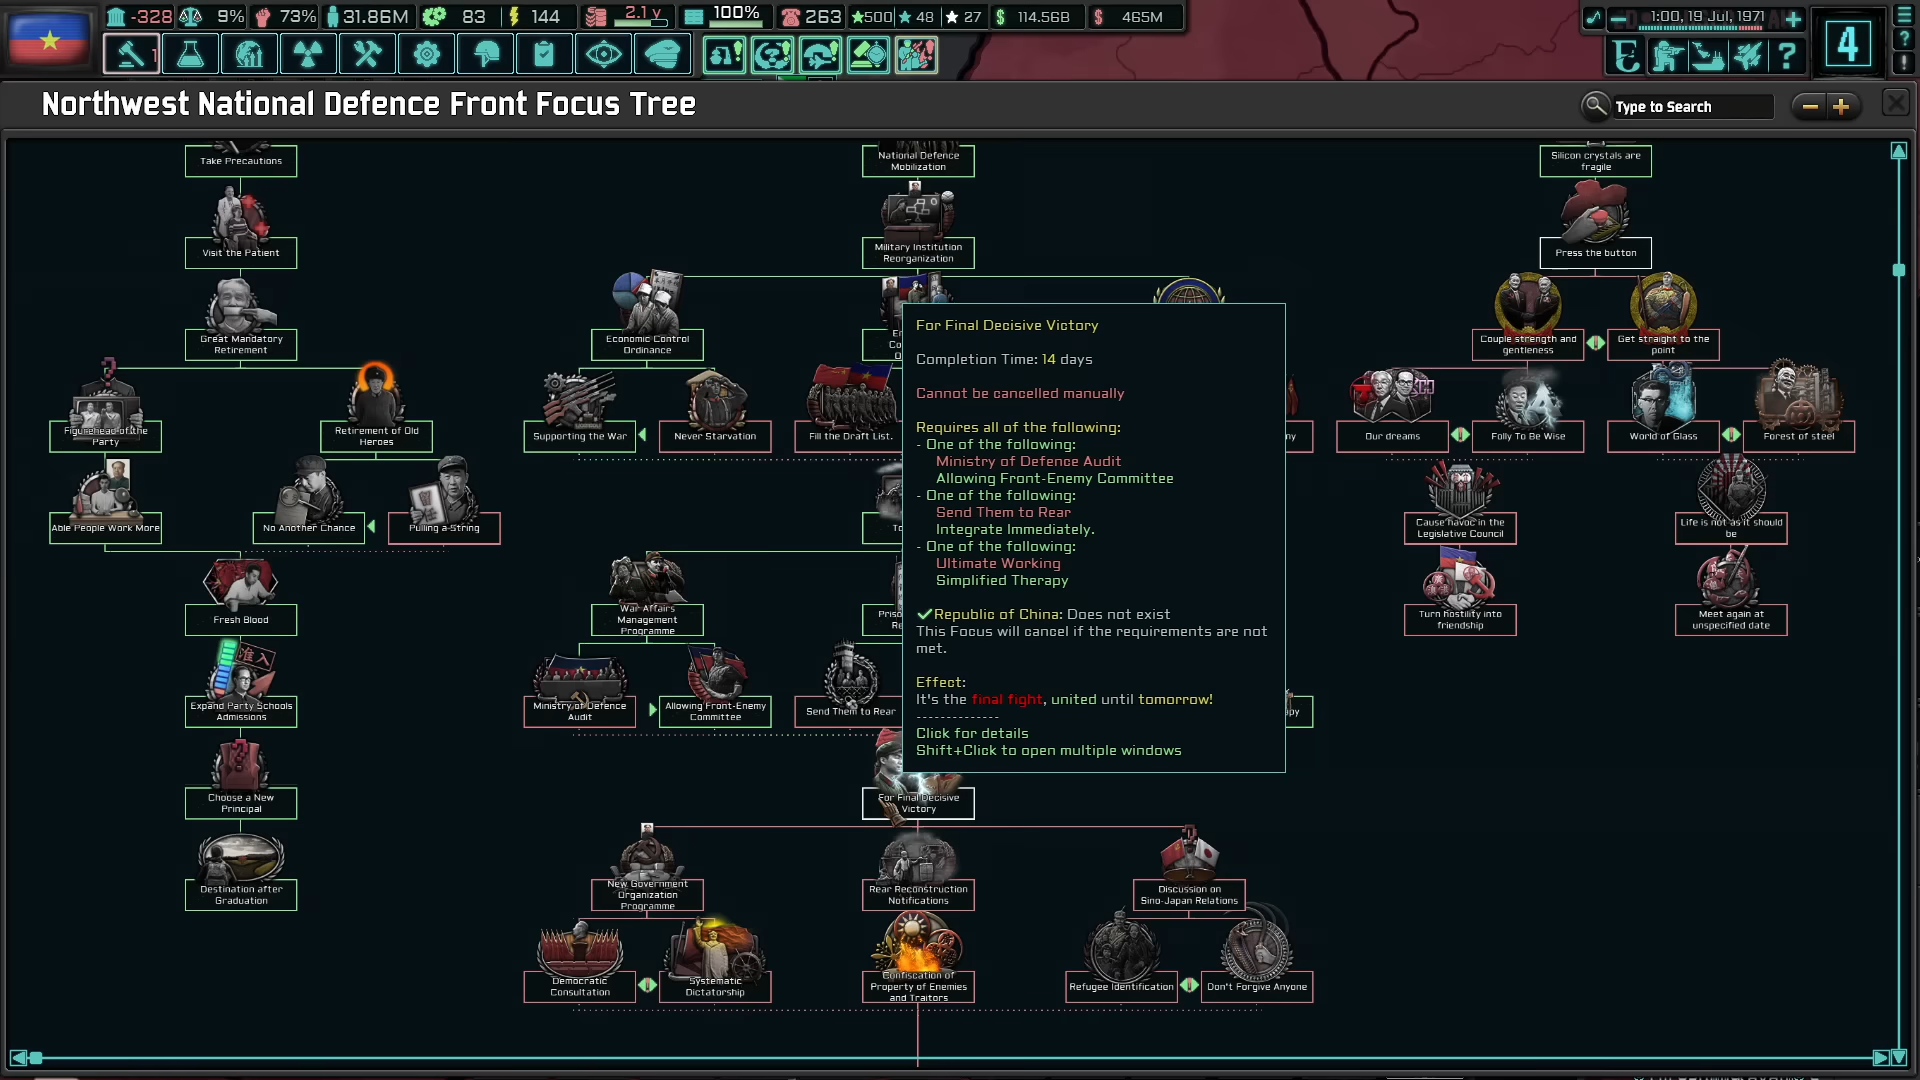 -328
9%
73%
31.86M
83
144
2.1 y
100%
263
500
48
27
114.56B
465M
1:00, 19 Jul, 1971
4
1
Northwest National Defence Front Focus Tree
Type to Search
Take Precautions
National Defence
Mobilization
Silicon crystals are
fragile
Visit the Patient
Military Institution
Reorganization
Press the button
Great Mandatory
Retirement
Economic Control
Ordinance
Couple strength and
gentleness
Get straight to the
point
Figurehead of the
Party
Retirement of Old
Heroes
Supporting the War
Never Starvation
Fill the Draft List.
Our dreams
Folly To Be Wise
World of Glass
Forest of steel
Able People Work More
No Another Chance
Pulling a String
Cause havoc in the
Legislative Council
Life is not as it should
be
Fresh Blood
War Affairs
Management
Programme
Turn hostility into
friendship
Meet again at
unspecified date
Expand Party Schools
Admissions
Ministry of Defence
Audit
Allowing Front-Enemy
Committee
Send Them to Rear
Choose a New
Principal
For Final Decisive
Victory
Destination after
Graduation
New Government
Organization
Programme
Rear Reconstruction
Notifications
Discussion on
Sino-Japan Relations
Democratic
Consultation
Systematic
Dictatorship
Confiscation of
Property of Enemies
and Traitors
Refugee Identification
Don't Forgive Anyone
For Final Decisive Victory
Completion Time: 14 days
Cannot be cancelled manually
Requires all of the following:
- One of the following:
Ministry of Defence Audit
Allowing Front-Enemy Committee
- One of the following:
Send Them to Rear
Integrate Immediately.
- One of the following:
Ultimate Working
Simplified Therapy
Republic of China: Does not exist
This Focus will cancel if the requirements are not
met.
Effect:
It's the final fight, united until tomorrow!
--------------
Click for details
Shift+Click to open multiple windows